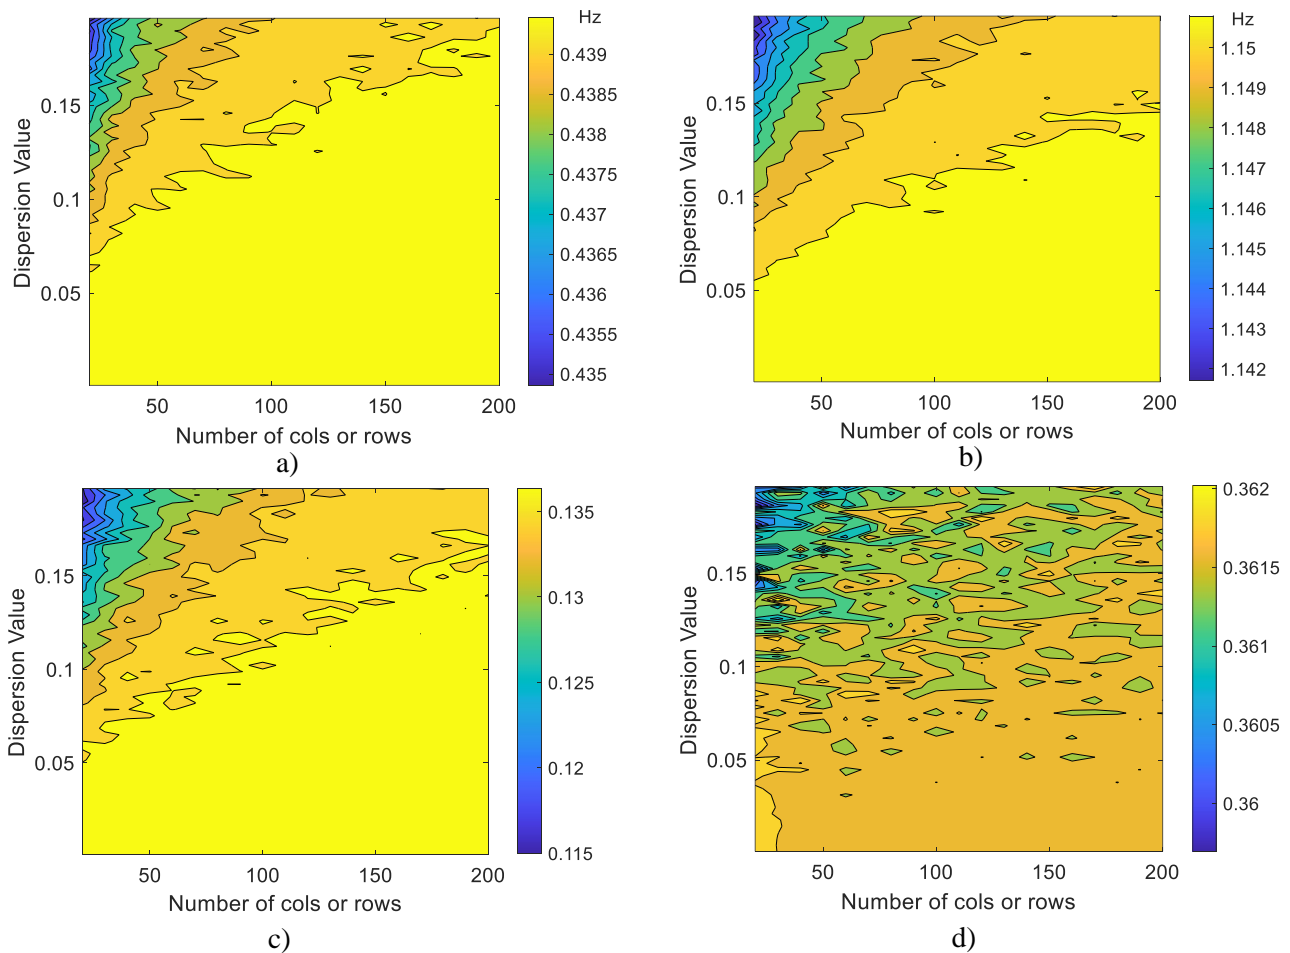 Hz
0.439
0.4385
0.438
0.4375
0.437
0.4365
0.436
0.4355
0.435
0.15
0.1
0.05
Dispersion Value
50 100 150 200
Number of cols or rows
a)
Hz
1.15
1.149
1.148
1.147
1.146
1.145
1.144
1.143
1.142
0.15
0.1
0.05
Dispersion Value
50 100 150 200
Number of cols or rows
b)
0.135
0.13
0.125
0.12
0.115
0.15
0.1
0.05
Dispersion Value
50 100 150 200
Number of cols or rows
c)
0.362
0.3615
0.361
0.3605
0.36
0.15
0.1
0.05
Dispersion Value
50 100 150 200
Number of cols or rows
d)